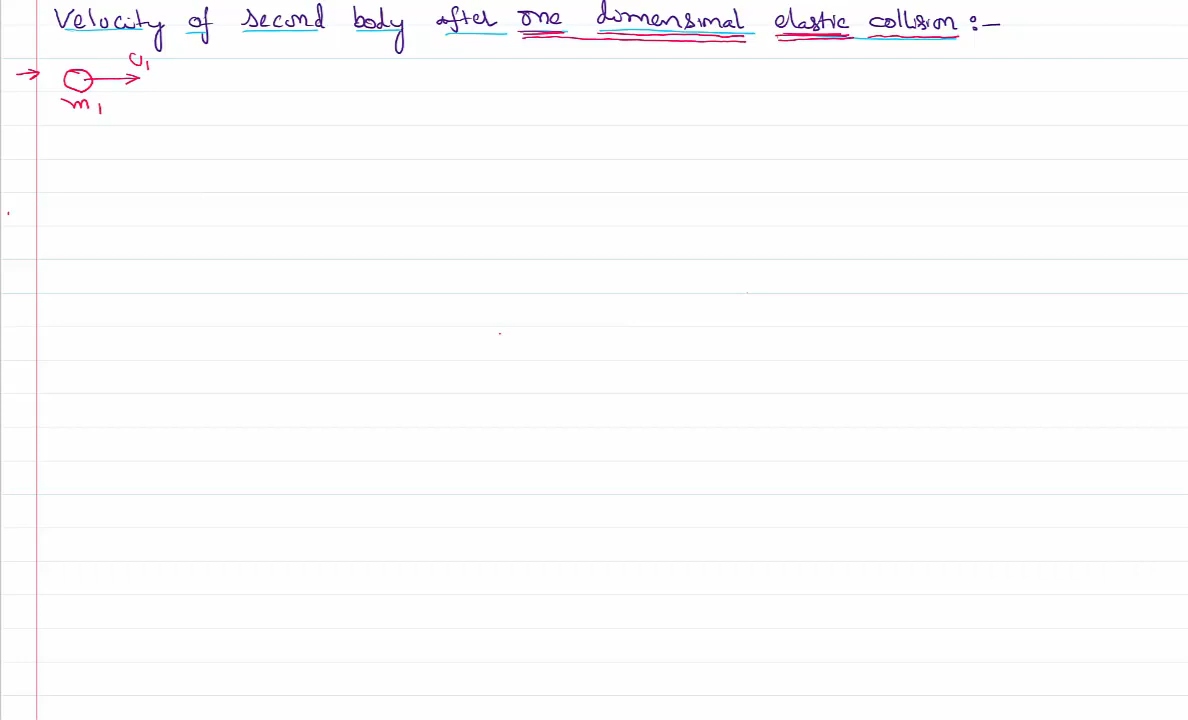 Velocity of second body after one dimensional elastic collision :-
→ u₁
m₁